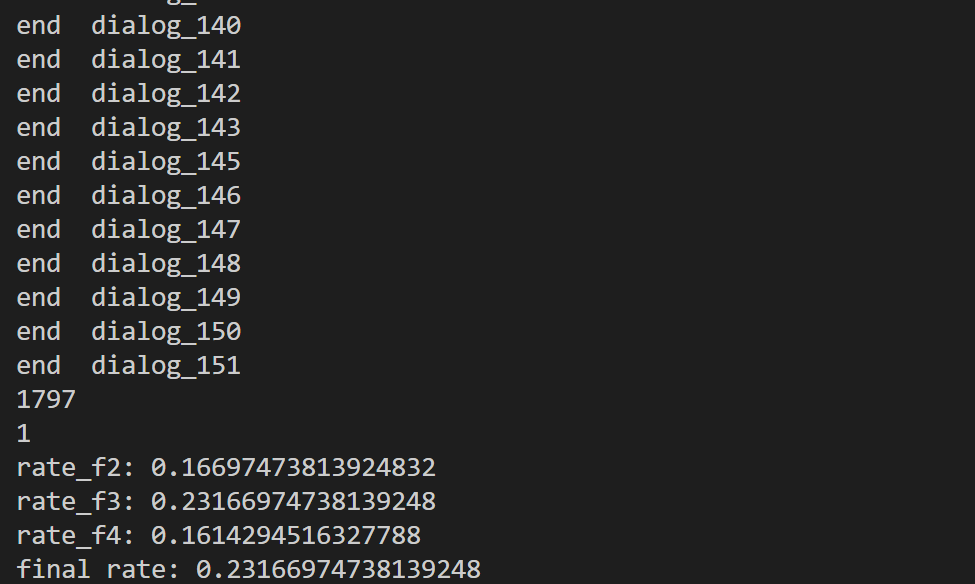 end  dialog_140
end  dialog_141
end  dialog_142
end  dialog_143
end  dialog_145
end  dialog_146
end  dialog_147
end  dialog_148
end  dialog_149
end  dialog_150
end  dialog_151
1797
1
rate_f2: 0.16697473813924832
rate_f3: 0.23166974738139248
rate_f4: 0.1614294516327788
final rate: 0.23166974738139248